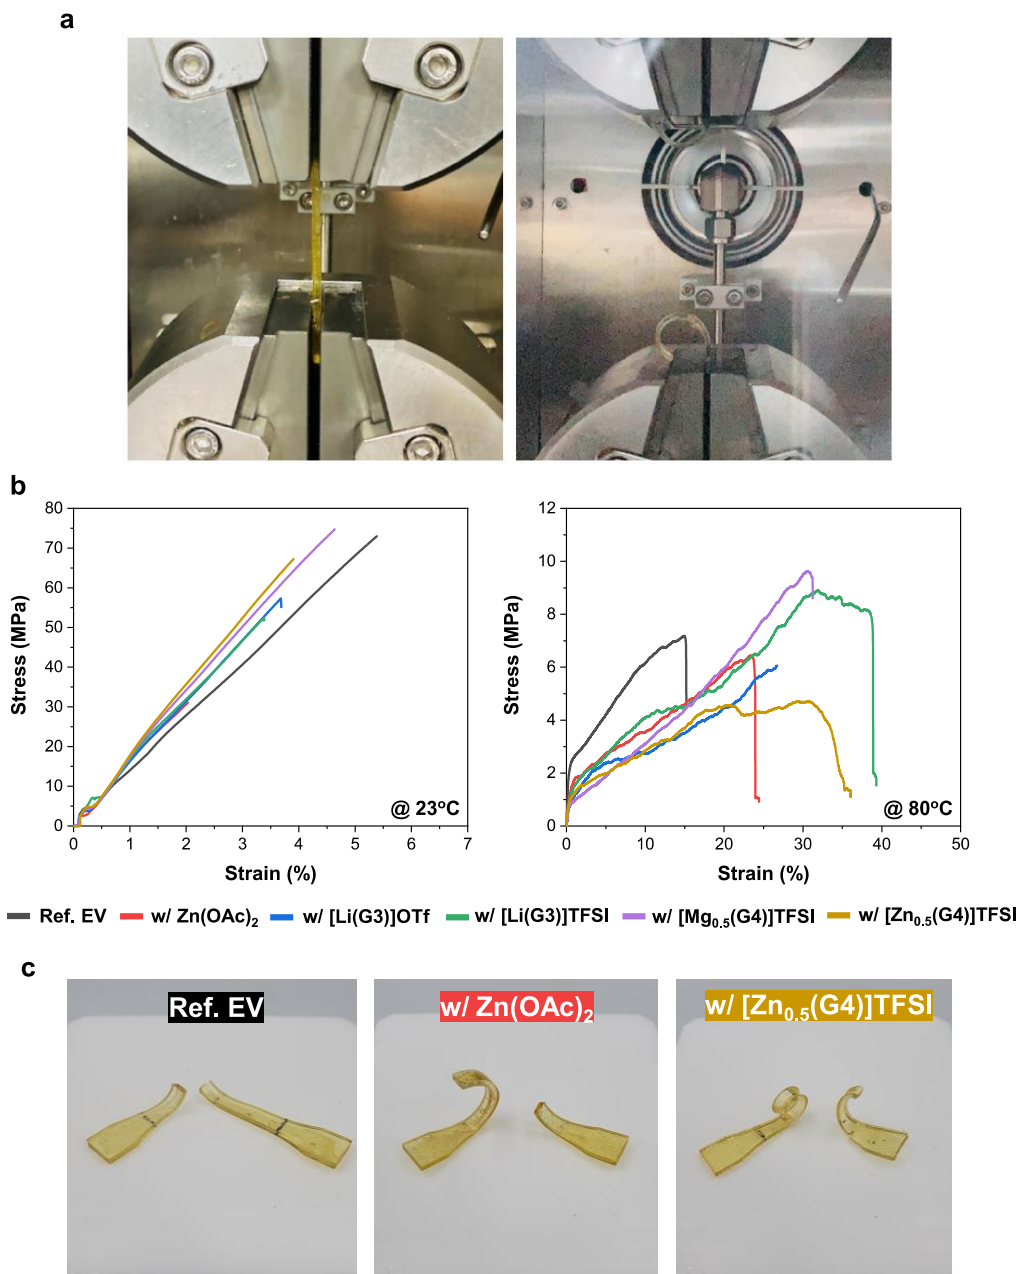 a
b
80
70
60
50
40
30
20
10
0
0 1 2 3 4 5 6 7
Stress (MPa)
Strain (%)
@ 23ºC
12
10
8
6
4
2
0
0 10 20 30 40 50
Stress (MPa)
Strain (%)
@ 80ºC
Ref. EV w/ Zn(OAc)₂ w/ [Li(G3)]OTf w/ [Li(G3)]TFSI w/ [Mg₀.₅(G4)]TFSI w/ [Zn₀.₅(G4)]TFSI
c
Ref. EV
w/ Zn(OAc)₂
w/ [Zn₀.₅(G4)]TFSI